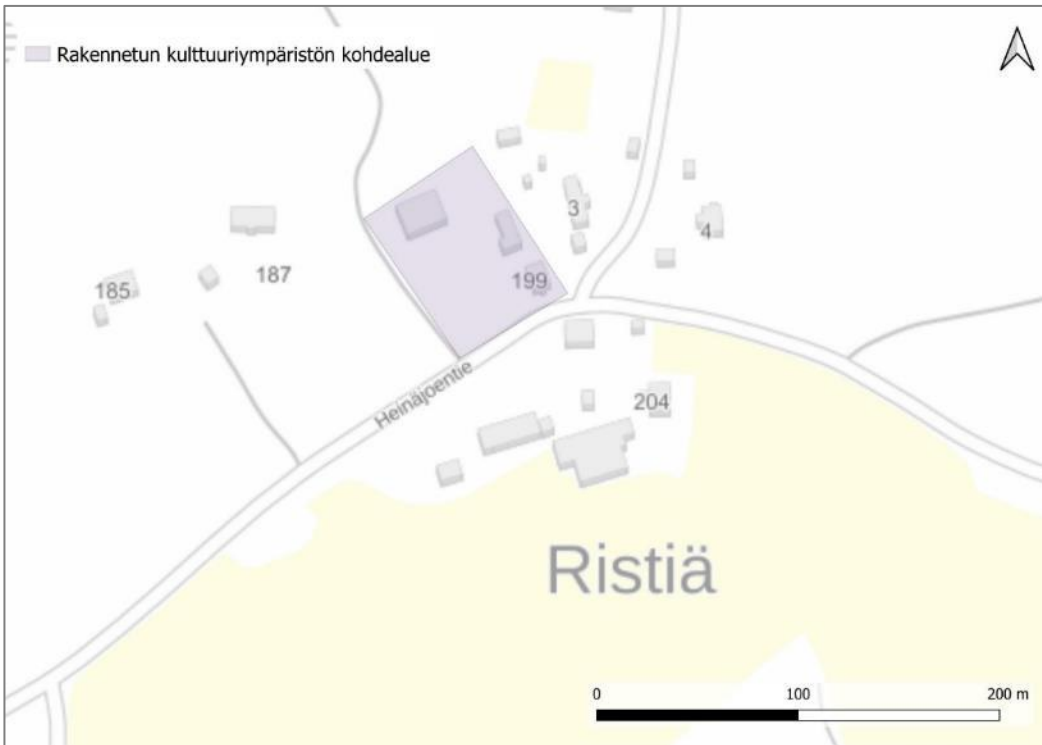 Rakennetun kulttuuriympäristön kohdealue
3
4
187
185
199
Heinäjoentie
204
Ristiä
0 100 200 m